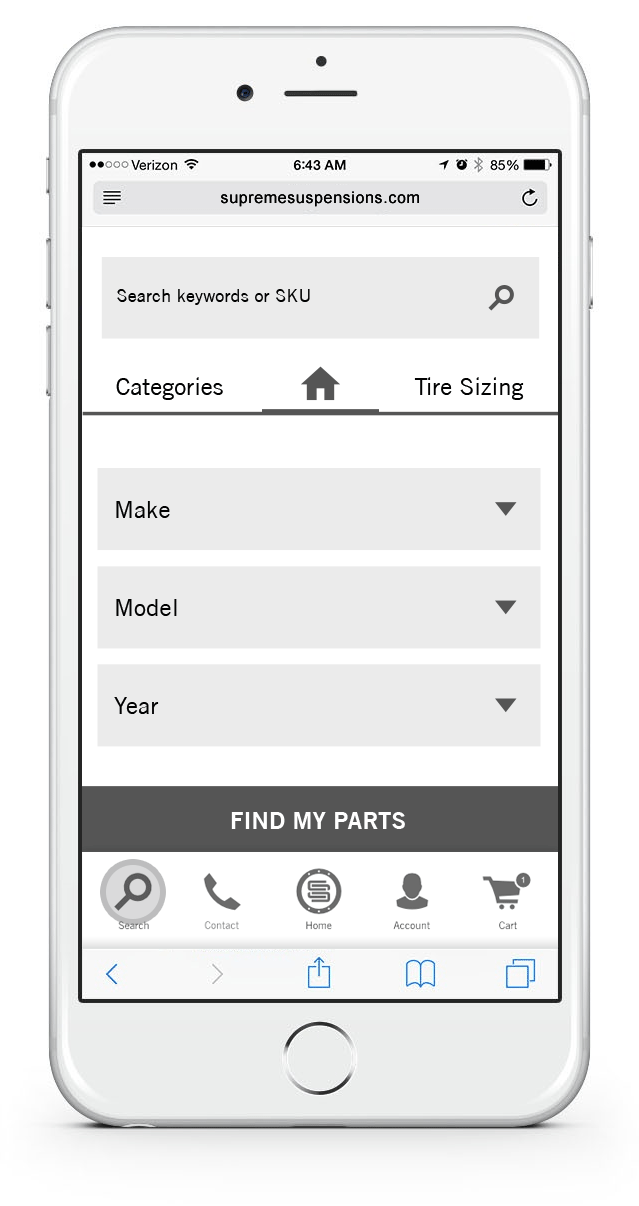 Verizon 6:43 AM 85%
supremesuspensions.com
Search keywords or SKU
Categories Tire Sizing
Make
Model
Year
FIND MY PARTS
1
Search Contact Home Account Cart